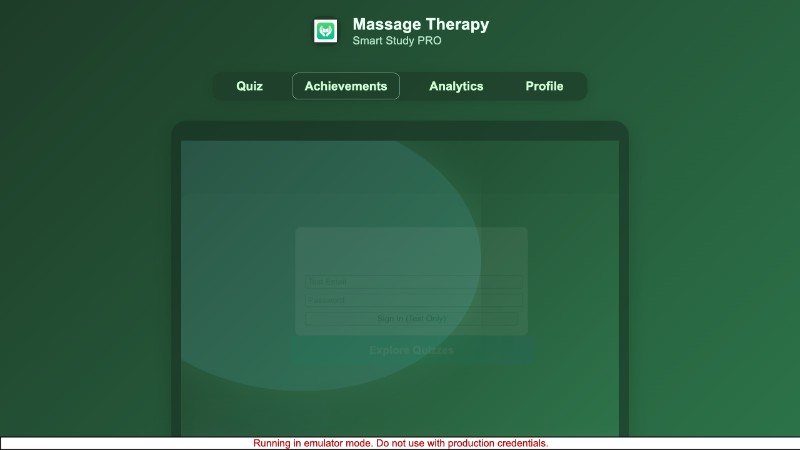 Massage Therapy
Smart Study PRO
Quiz
Achievements
Analytics
Profile
Test Email
Password
Sign In (Test Only)
Explore Quizzes
Running in emulator mode. Do not use with production credentials.